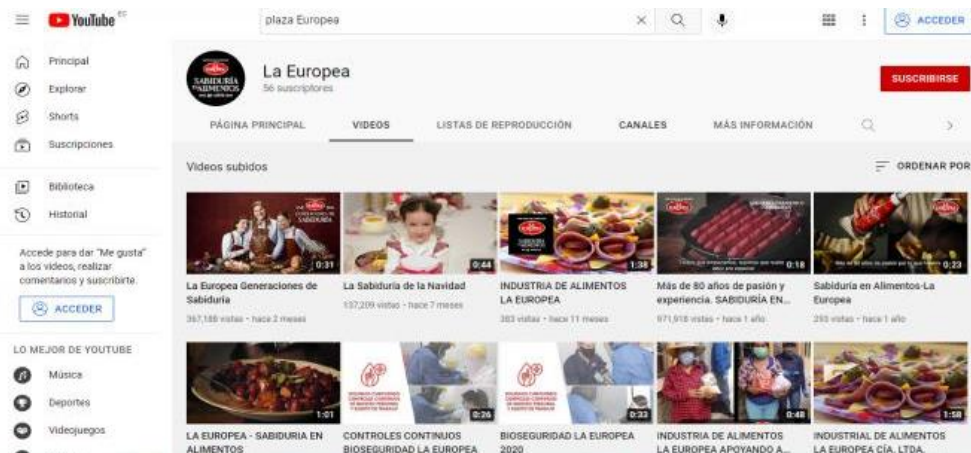 YouTube EC
plaza Europea
ACCEDER
Principal
Explorar
Shorts
Suscripciones
Biblioteca
Historial
Accede para dar "Me gusta"
a los videos, realizar
comentarios y suscribirte.
ACCEDER
LO MEJOR DE YOUTUBE
Música
Deportes
Videojuegos
SABIDURÍA
La Europea
56 suscriptores
SUSCRIBIRSE
PÁGINA PRINCIPAL VIDEOS LISTAS DE REPRODUCCIÓN CANALES MÁS INFORMACIÓN
Videos subidos
ORDENAR POR
0:31
0:44
1:38
0:18
0:23
La Europea Generaciones de
Sabiduría
367,188 vistas • hace 2 meses
La Sabiduría de la Navidad
137,209 vistas • hace 7 meses
INDUSTRIA DE ALIMENTOS
LA EUROPEA
383 vistas • hace 11 meses
Más de 80 años de pasión y
experiencia. SABIDURÍA EN...
971,918 vistas • hace 1 año
Sabiduría en Alimentos-La
Europea
293 vistas • hace 1 año
1:01
0:26
0:33
0:48
1:58
LA EUROPEA - SABIDURIA EN
ALIMENTOS
CONTROLES CONTINUOS
BIOSEGURIDAD LA EUROPEA
BIOSEGURIDAD LA EUROPEA
2020
INDUSTRIA DE ALIMENTOS
LA EUROPEA APOYANDO A...
INDUSTRIAL DE ALIMENTOS
LA EUROPEA CÍA. LTDA.